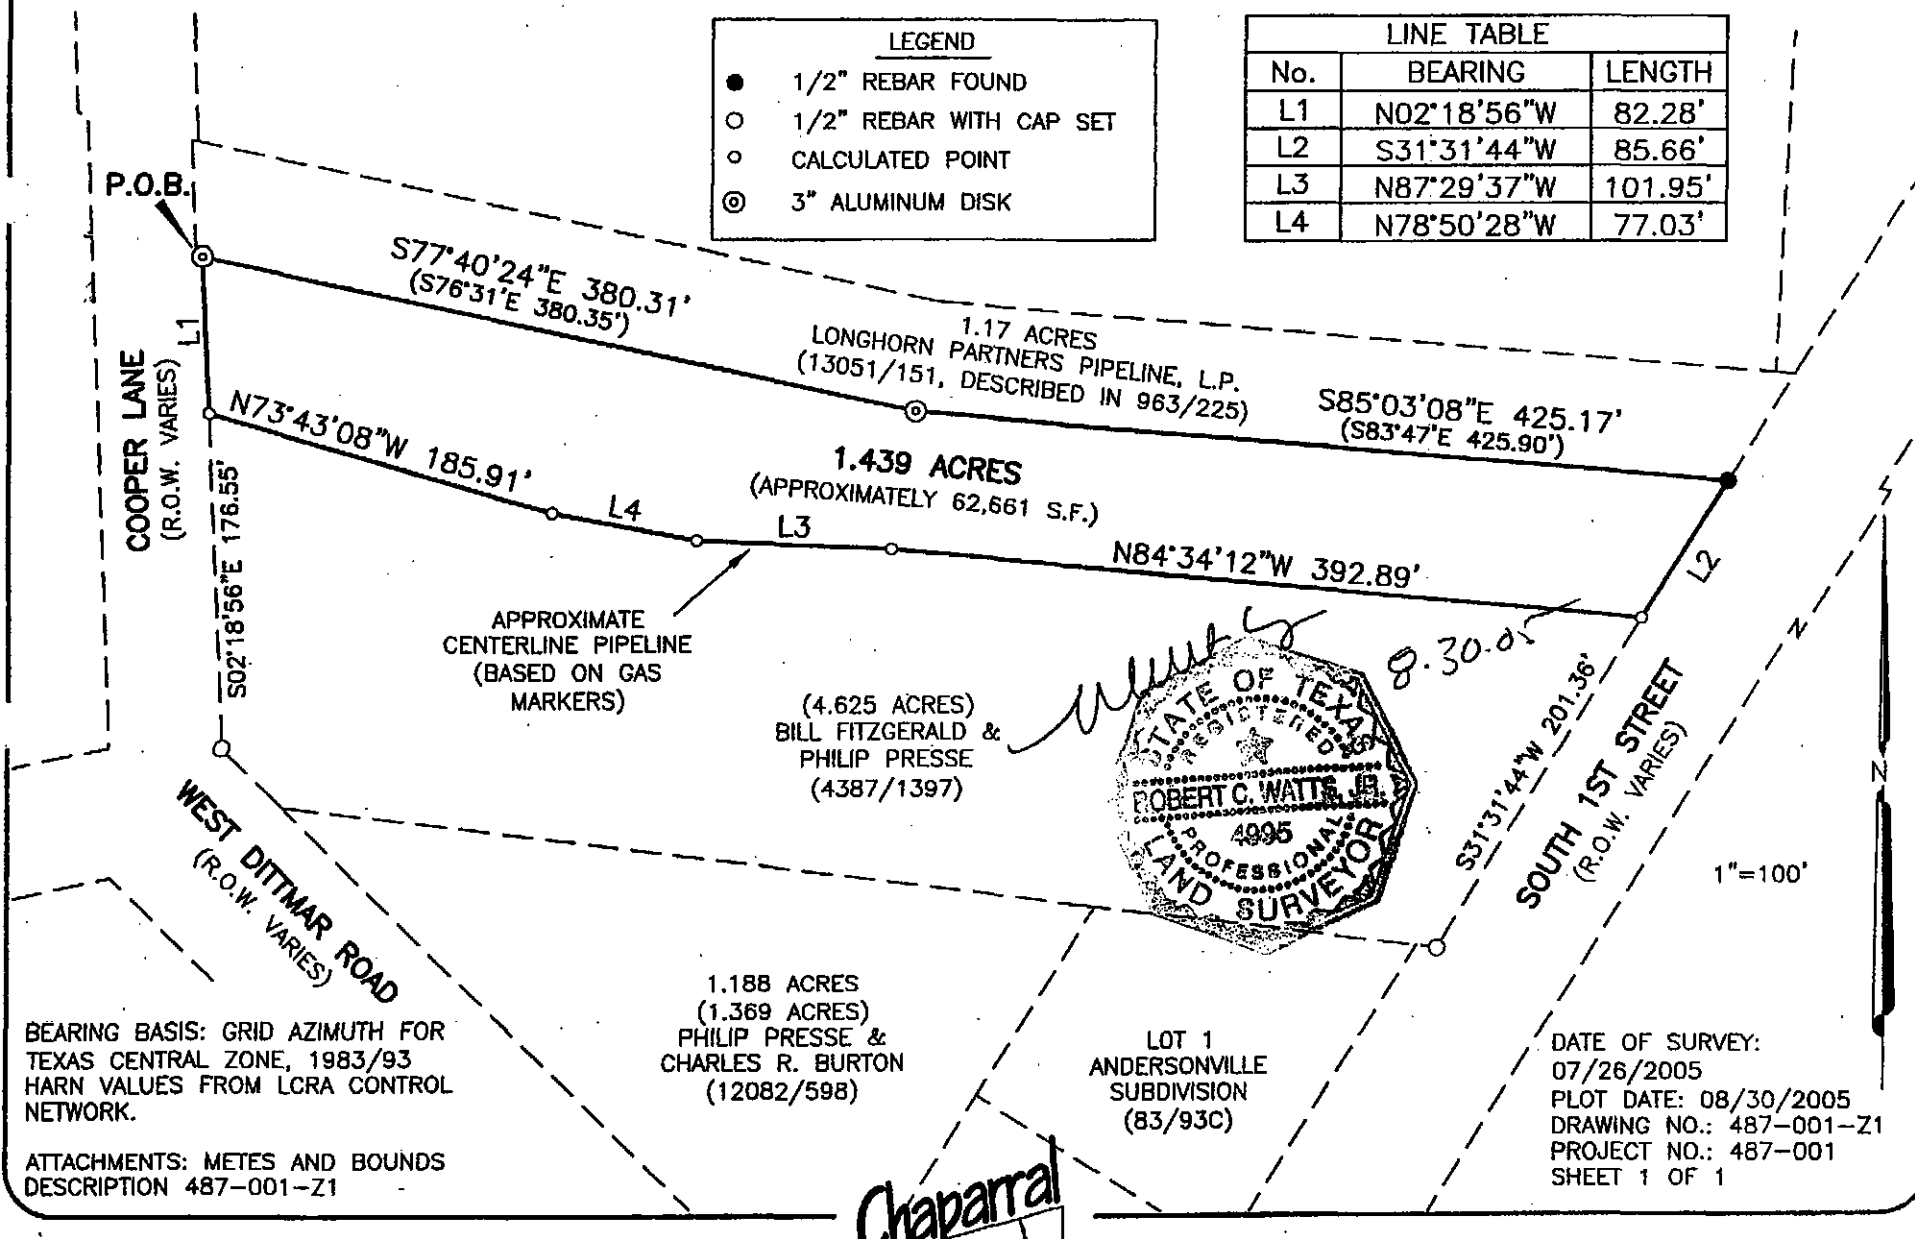 LEGEND
1/2" REBAR FOUND
1/2" REBAR WITH CAP SET
CALCULATED POINT
3" ALUMINUM DISK
LINE TABLE
No. BEARING LENGTH
L1 N02°18'56"W 82.28'
L2 S31°31'44"W 85.66'
L3 N87°29'37"W 101.95'
L4 N78°50'28"W 77.03'
P.O.B.
S77°40'24"E 380.31'
(S76°31'E 380.35')
1.17 ACRES
LONGHORN PARTNERS PIPELINE, L.P.
(13051/151, DESCRIBED IN 963/225)
S85°03'08"E 425.17'
(S83°47'E 425.90')
L1
COOPER LANE
(R.O.W. VARIES)
N73°43'08"W 185.91'
L4
L3
1.439 ACRES
(APPROXIMATELY 62,661 S.F.)
N84°34'12"W 392.89'
L2
S02°18'56"E 176.55'
APPROXIMATE
CENTERLINE PIPELINE
(BASED ON GAS
MARKERS)
(4.625 ACRES)
BILL FITZGERALD &
PHILIP PRESSE
(4387/1397)
8.30.05
STATE OF TEXAS
REGISTERED
ROBERT C. WATTS, JR.
4995
PROFESSIONAL
LAND SURVEYOR
S31°31'44"W 201.36'
SOUTH 1ST STREET
(R.O.W. VARIES)
N
1"=100'
WEST DITTMAR ROAD
(R.O.W. VARIES)
1.188 ACRES
(1.369 ACRES)
PHILIP PRESSE &
CHARLES R. BURTON
(12082/598)
LOT 1
ANDERSONVILLE
SUBDIVISION
(83/93C)
BEARING BASIS: GRID AZIMUTH FOR
TEXAS CENTRAL ZONE, 1983/93
HARN VALUES FROM LCRA CONTROL
NETWORK.
ATTACHMENTS: METES AND BOUNDS
DESCRIPTION 487-001-Z1
DATE OF SURVEY:
07/26/2005
PLOT DATE: 08/30/2005
DRAWING NO.: 487-001-Z1
PROJECT NO.: 487-001
SHEET 1 OF 1
Chaparral